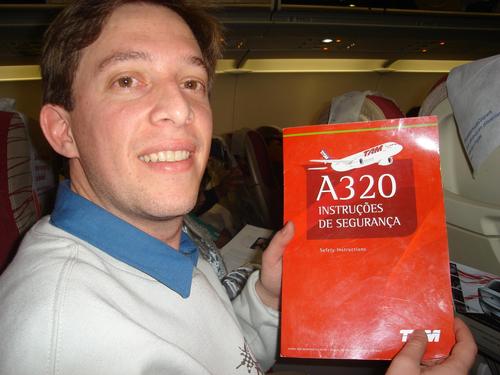 TAM
A320
INSTRUÇÕES
DE SEGURANÇA
Safety Instructions
TAM